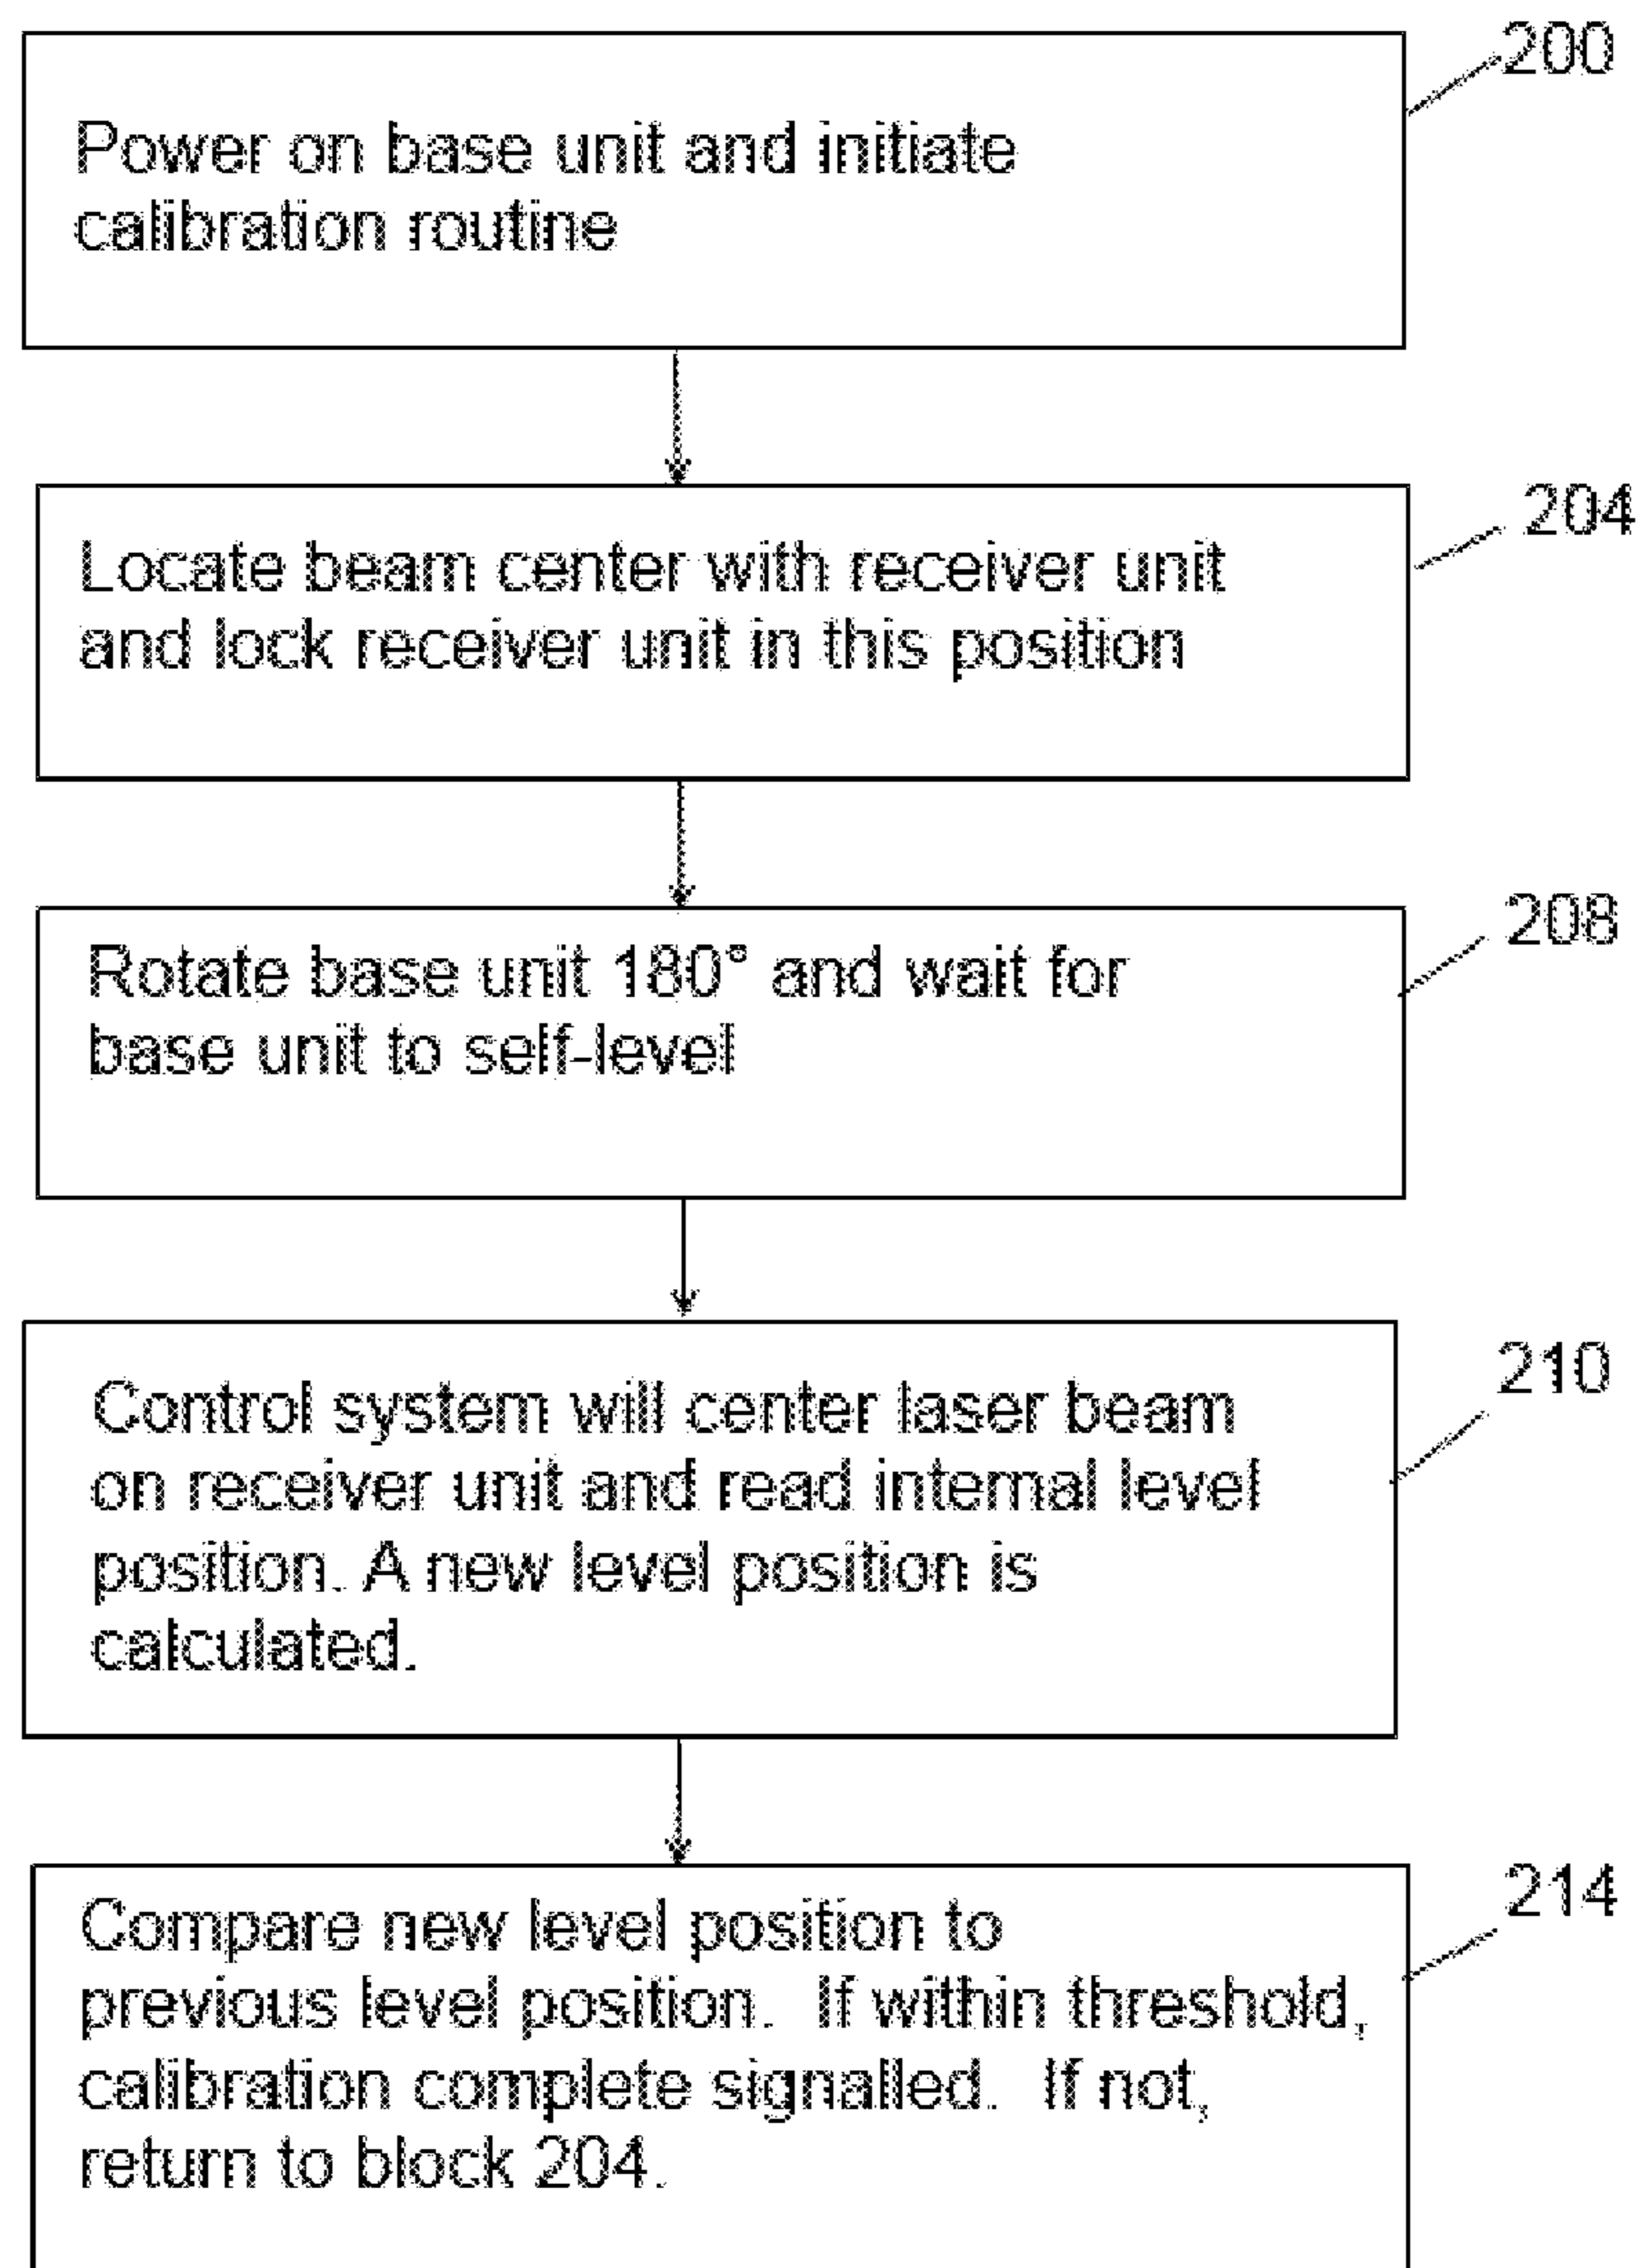 200
Power on base unit and initiate
calibration routine
204
Locate beam center with receiver unit
and lock receiver unit in this position
208
Rotate base unit 180° and wait for
base unit to self-level
210
Control system will center laser beam
on receiver unit and read internal level
position. A new level position is
calculated.
214
Compare new level position to
previous level position. If within threshold,
calibration complete signalled. If not,
return to block 204.